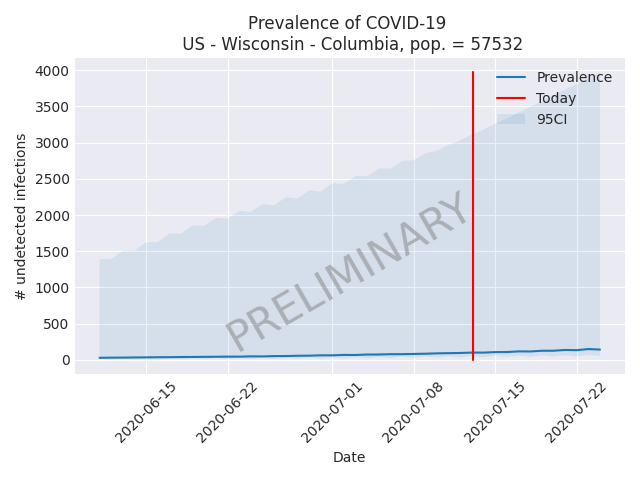 Prevalence of COVID-19
US - Wisconsin - Columbia, pop. = 57532
4000
3500
3000
2500
2000
1500
1000
500
0
# undetected infections
Prevalence
Today
95CI
PRELIMINARY
2020-06-15
2020-06-22
2020-07-01
2020-07-08
2020-07-15
2020-07-22
Date